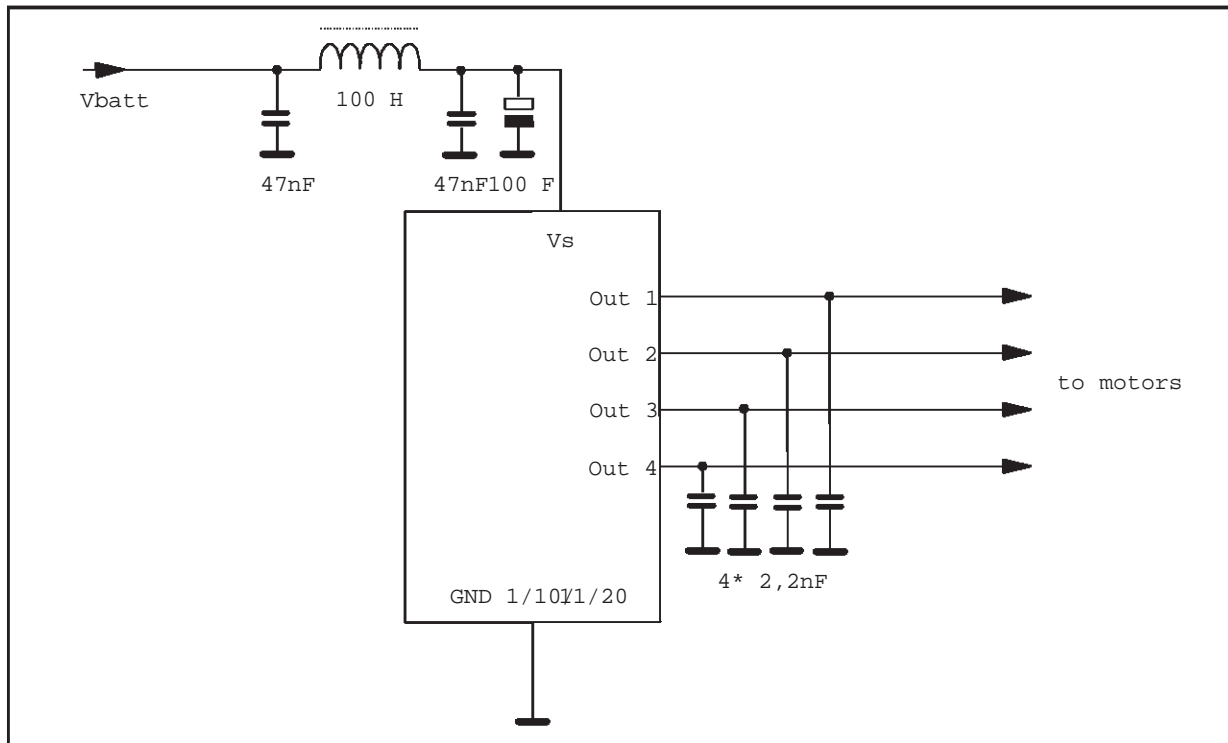 Vbatt
100 H
47nF
47nF100 F
Vs
Out 1
Out 2
Out 3
Out 4
to motors
4* 2,2nF
GND 1/10/11/20